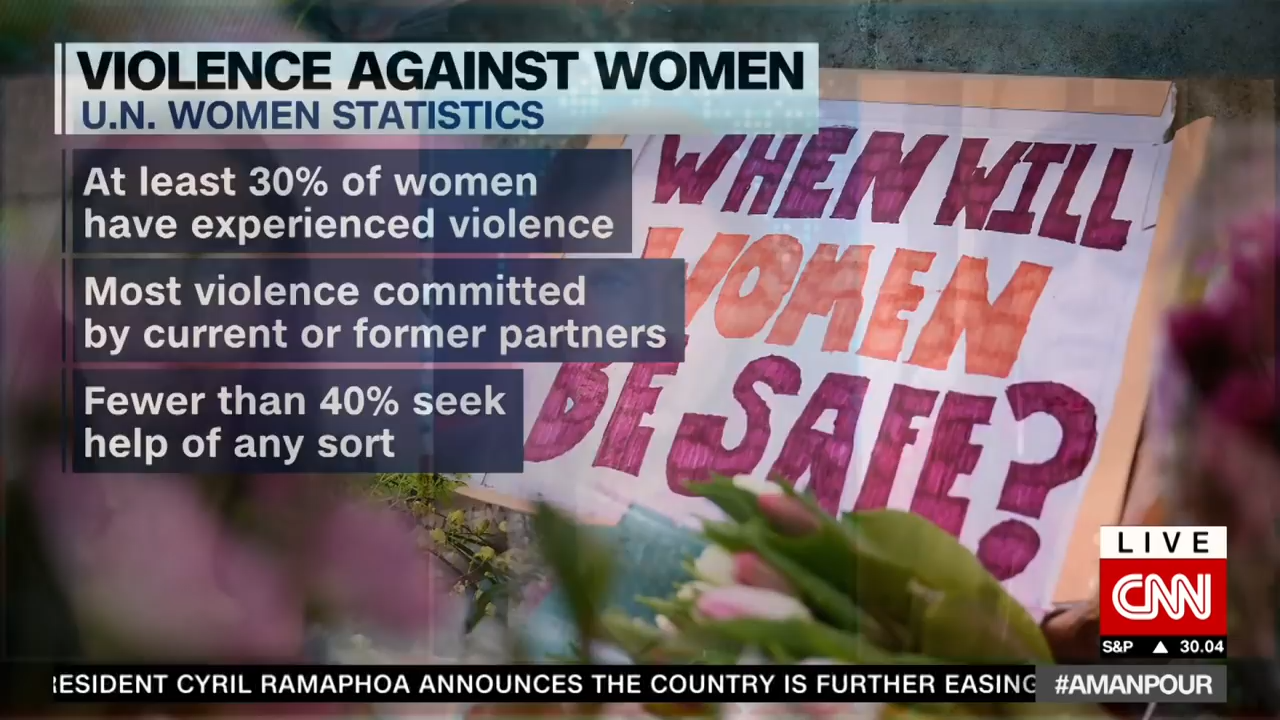 VIOLENCE AGAINST WOMEN
U.N. WOMEN STATISTICS
At least 30% of women
have experienced violence
Most violence committed
by current or former partners
Fewer than 40% seek
help of any sort
WHEN WILL
WOMEN
BE SAFE?
LIVE
CNN
S&P ▲ 30.04
ESIDENT CYRIL RAMAPHOA ANNOUNCES THE COUNTRY IS FURTHER EASING
#AMANPOUR